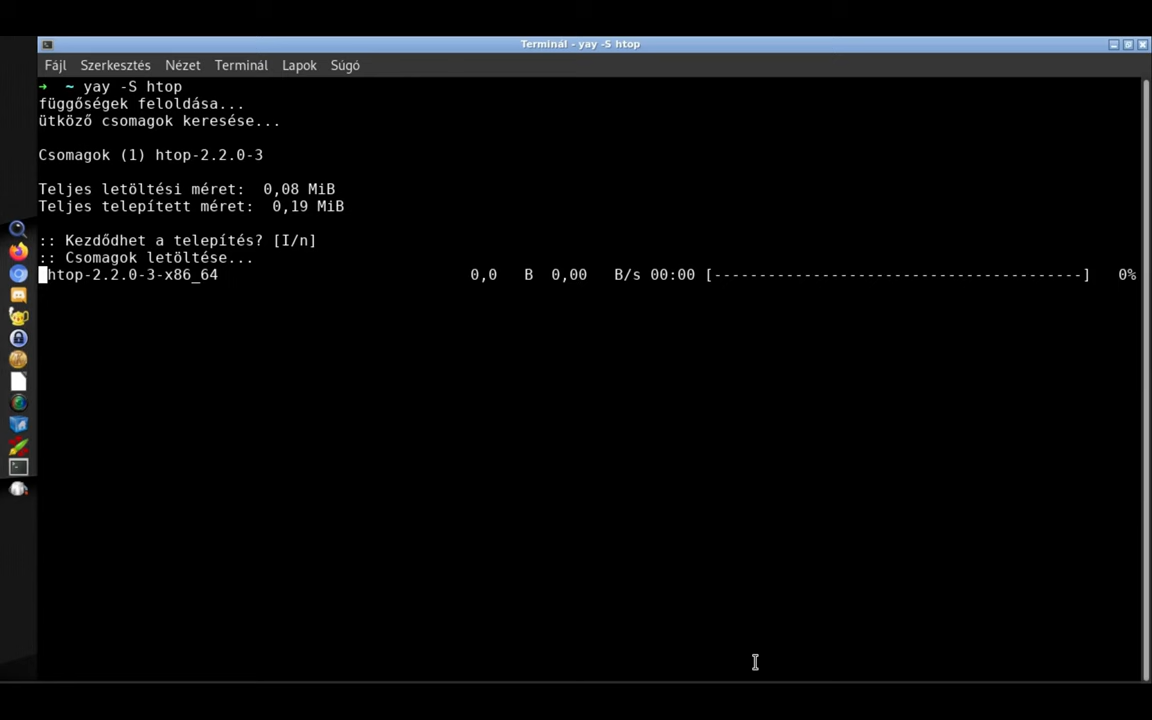 Terminál - yay -S htop
Fájl Szerkesztés Nézet Terminál Lapok Súgó
→ ~ yay -S htop
függőségek feloldása...
ütköző csomagok keresése...
Csomagok (1) htop-2.2.0-3
Teljes letöltési méret:  0,08 MiB
Teljes telepített méret:  0,19 MiB
:: Kezdődhet a telepítés? [I/n]
:: Csomagok letöltése...
htop-2.2.0-3-x86_64 0,0 B 0,00 B/s 00:00 [-----------------------------------------] 0%